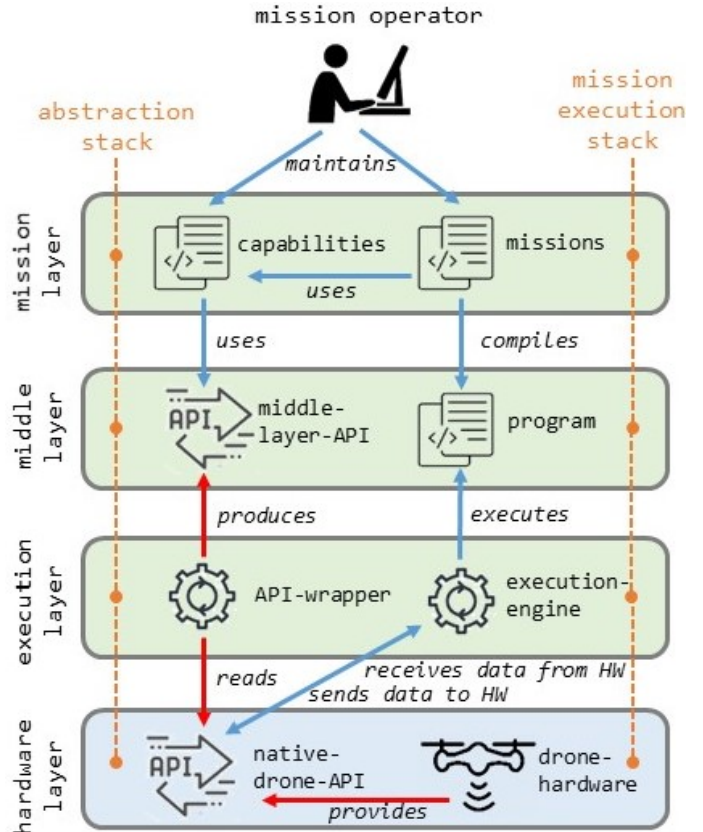 mission operator
abstraction
stack
mission
execution
stack
maintains
mission
layer
</>
capabilities
</>
missions
uses
uses
compiles
middle
layer
API
middle-
layer-API
</>
program
produces
executes
execution
layer
API-wrapper
execution-
engine
reads
receives data from HW
sends data to HW
hardware
layer
API
native-
drone-API
drone-
hardware
provides